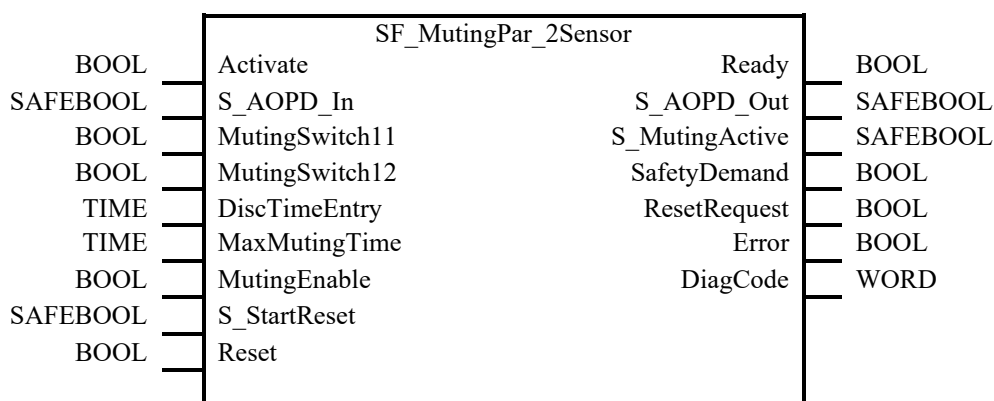 SF_MutingPar_2Sensor
BOOL Activate Ready BOOL
SAFEBOOL S_AOPD_In S_AOPD_Out SAFEBOOL
BOOL MutingSwitch11 S_MutingActive SAFEBOOL
BOOL MutingSwitch12 SafetyDemand BOOL
TIME DiscTimeEntry ResetRequest BOOL
TIME MaxMutingTime Error BOOL
BOOL MutingEnable DiagCode WORD
SAFEBOOL S_StartReset
BOOL Reset